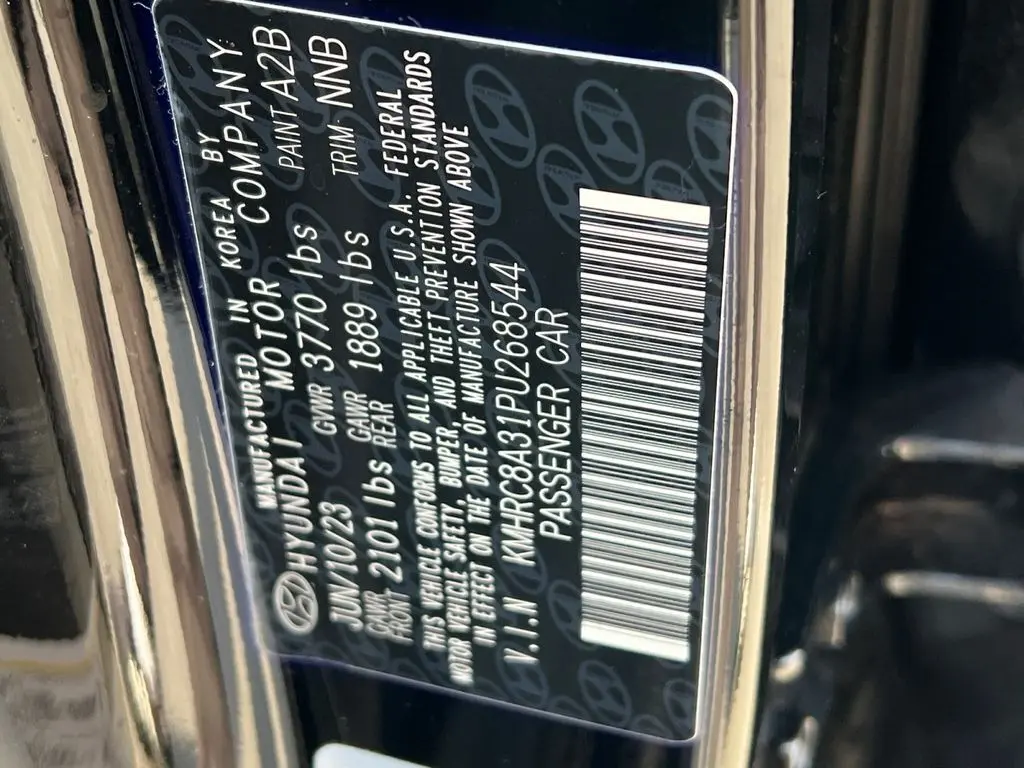 MANUFACTURED IN KOREA BY
HYUNDAI MOTOR COMPANY
JUN/10/23 GVWR 3770 lbs PAINT A2B
GAWR FRONT 2101 lbs GAWR REAR 1889 lbs TRIM NNB
THIS VEHICLE CONFORMS TO ALL APPLICABLE U.S.A. FEDERAL
MOTOR VEHICLE SAFETY, BUMPER, AND THEFT PREVENTION STANDARDS
IN EFFECT ON THE DATE OF MANUFACTURE SHOWN ABOVE
V.I.N KMHRC8A31PU268544
PASSENGER CAR